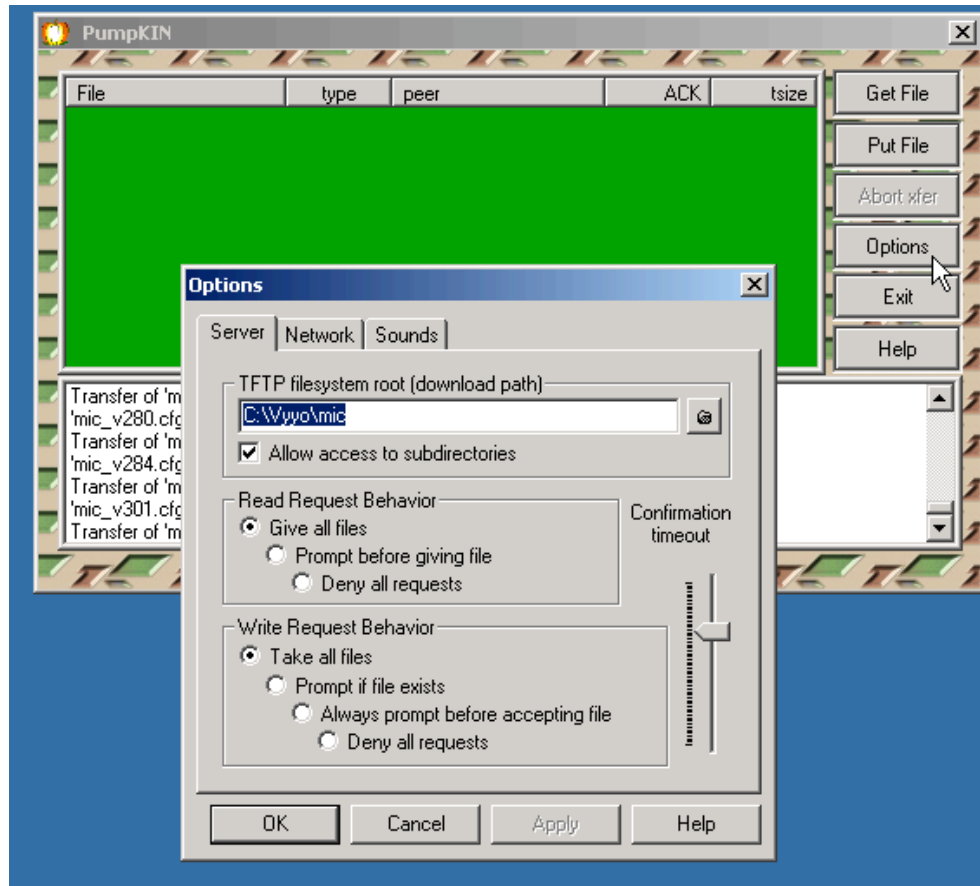 PumpKIN
File type peer ACK tsize
Get File
Put File
Abort xfer
Options
Exit
Help
Transfer of 'm
'mic_v280.cfg
Transfer of 'm
'mic_v284.cfg
Transfer of 'm
'mic_v301.cfg
Transfer of 'm
Options
Server Network Sounds
TFTP filesystem root (download path)
C:\Vyyo\mic
Allow access to subdirectories
Read Request Behavior
Give all files
Prompt before giving file
Deny all requests
Confirmation
timeout
Write Request Behavior
Take all files
Prompt if file exists
Always prompt before accepting file
Deny all requests
OK Cancel Apply Help